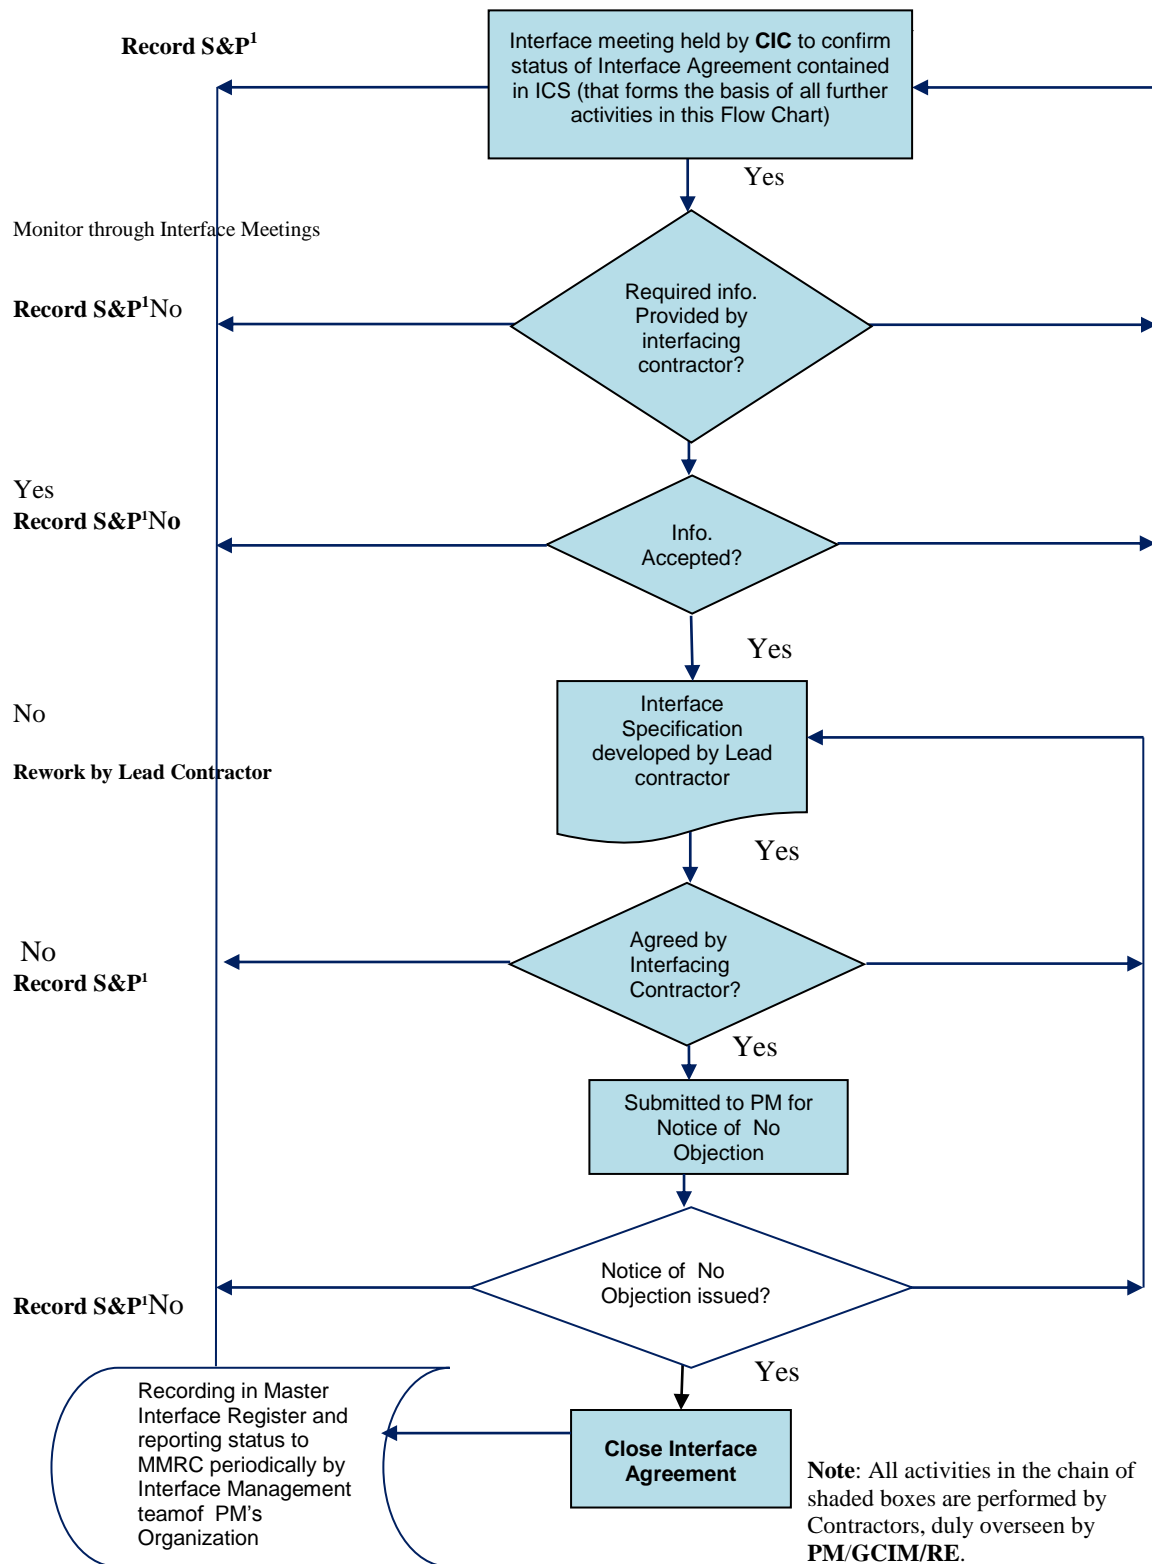 Record S&P¹
Interface meeting held by CIC to confirm
status of Interface Agreement contained
in ICS (that forms the basis of all further
activities in this Flow Chart)
Yes
Monitor through Interface Meetings
Record S&P¹No
Required info.
Provided by
interfacing
contractor?
Yes
Record S&P¹No
Info.
Accepted?
Yes
No
Rework by Lead Contractor
Interface
Specification
developed by Lead
contractor
Yes
No
Record S&P¹
Agreed by
Interfacing
Contractor?
Yes
Submitted to PM for
Notice of No
Objection
Record S&P¹No
Notice of No
Objection issued?
Yes
Recording in Master
Interface Register and
reporting status to
MMRC periodically by
Interface Management
teamof PM's
Organization
Close Interface
Agreement
Note: All activities in the chain of
shaded boxes are performed by
Contractors, duly overseen by
PM/GCIM/RE.